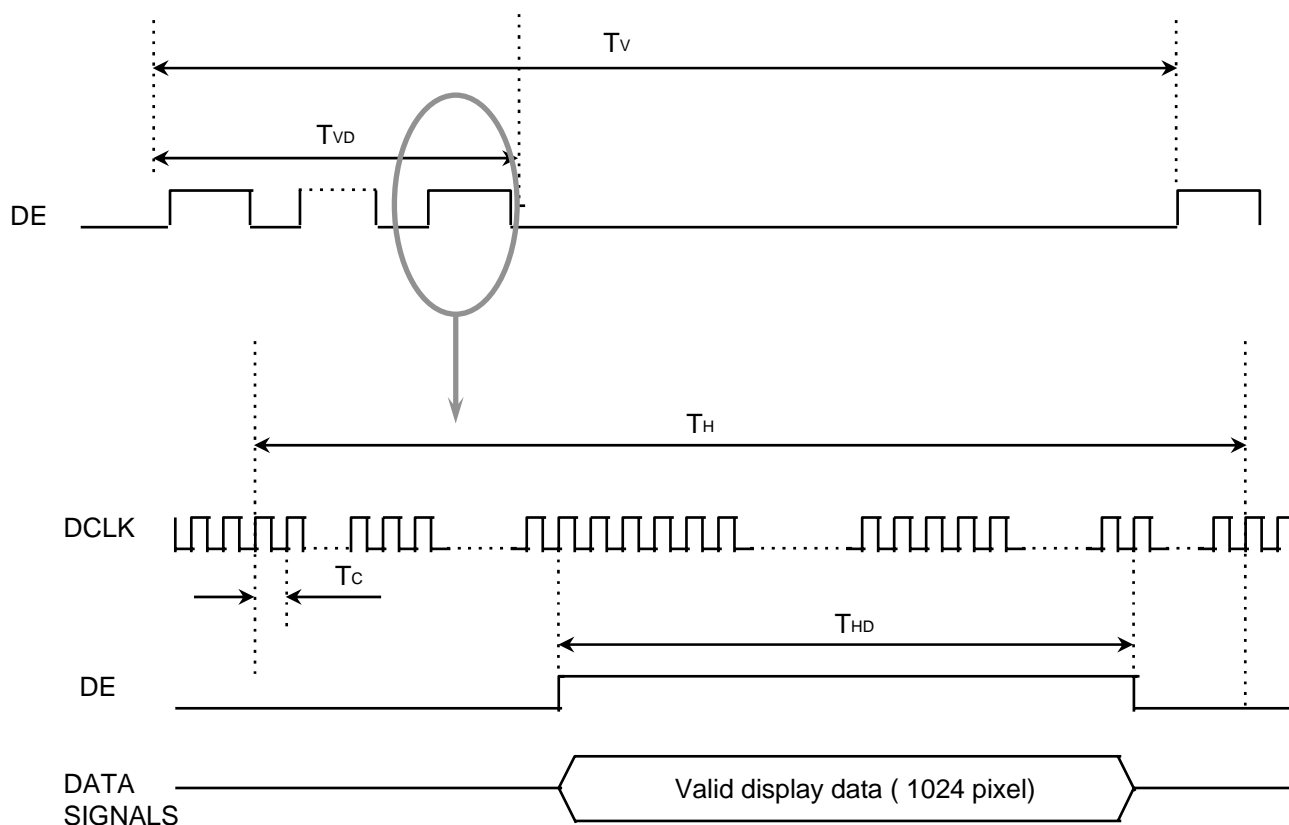 TV
TVD
DE
TH
DCLK
TC
THD
DE
DATA
SIGNALS
Valid display data ( 1024 pixel)